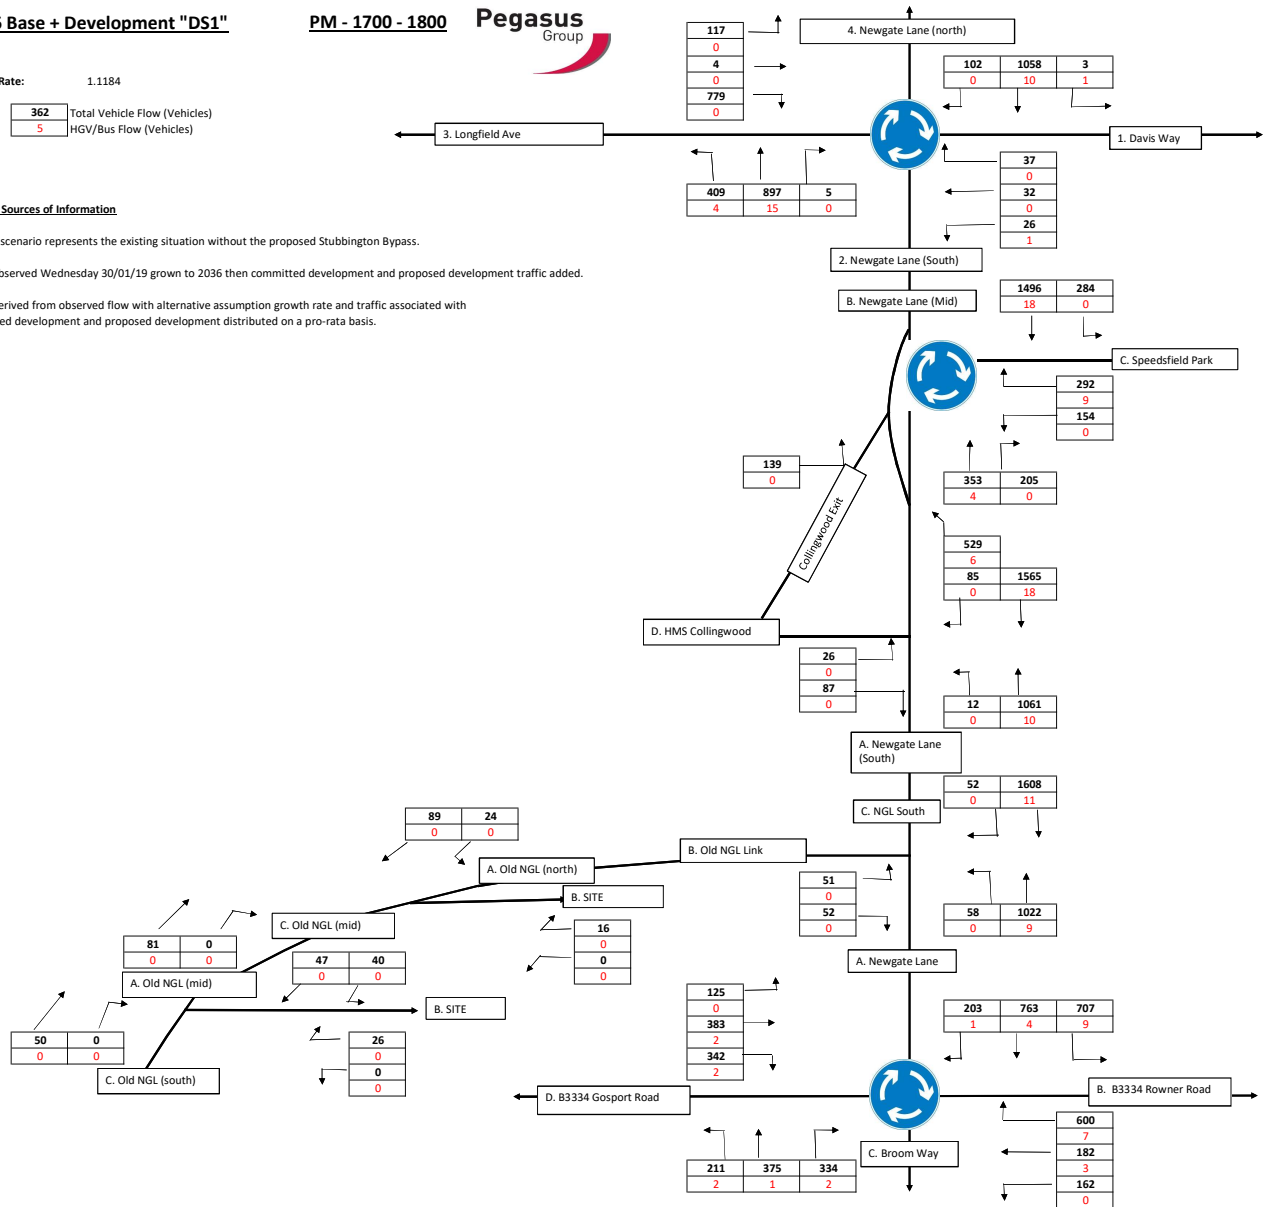 Base + Development "DS1"
PM - 1700 - 1800
Pegasus
Group
Rate: 1.1184
362 Total Vehicle Flow (Vehicles)
5 HGV/Bus Flow (Vehicles)
Sources of Information
scenario represents the existing situation without the proposed Stubbington Bypass.
Wednesday 30/01/19 grown to 2036 then committed development and proposed development traffic added.
from observed flow with alternative assumption growth rate and traffic associated with
development and proposed development distributed on a pro-rata basis.
117
0
4
0
779
0
4. Newgate Lane (north)
102 1058 3
0 10 1
3. Longfield Ave
1. Davis Way
409 897 5
4 15 0
37
0
32
0
26
1
2. Newgate Lane (South)
B. Newgate Lane (Mid)
1496 284
18 0
C. Speedsfield Park
292
9
154
0
139
0
353 205
4 0
Collingwood Exit
529
6
85 1565
0 18
D. HMS Collingwood
26
0
87
0
12 1061
0 10
A. Newgate Lane
(South)
52 1608
0 11
C. NGL South
89 24
0 0
B. Old NGL Link
A. Old NGL (north)
51
0
52
0
58 1022
0 9
B. SITE
C. Old NGL (mid)
16
0
0
0
81 0
0 0
47 40
0 0
A. Newgate Lane
A. Old NGL (mid)
B. SITE
125
0
383
2
342
2
203 763 707
1 4 9
50 0
0 0
26
0
0
0
C. Old NGL (south)
D. B3334 Gosport Road
B. B3334 Rowner Road
600
7
182
3
162
0
C. Broom Way
211 375 334
2 1 2